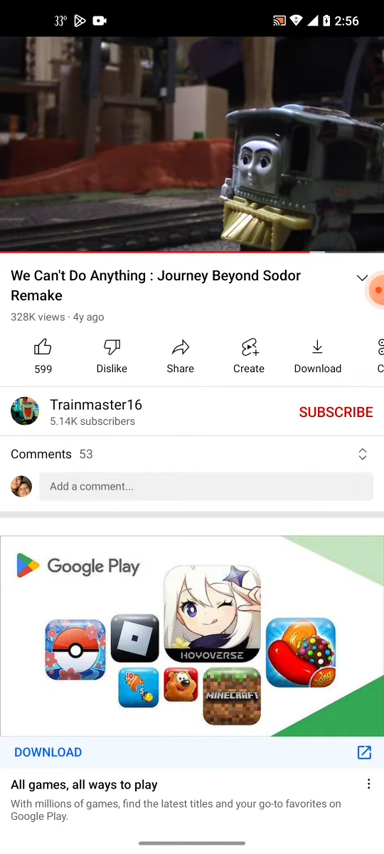 33°
2:56
We Can't Do Anything : Journey Beyond Sodor
Remake
328K views · 4y ago
599
Dislike
Share
Create
Download
C
Trainmaster16
5.14K subscribers
SUBSCRIBE
Comments 53
Add a comment...
Google Play
HOYOVERSE
MINECRAFT
DOWNLOAD
All games, all ways to play
With millions of games, find the latest titles and your go-to favorites on
Google Play.